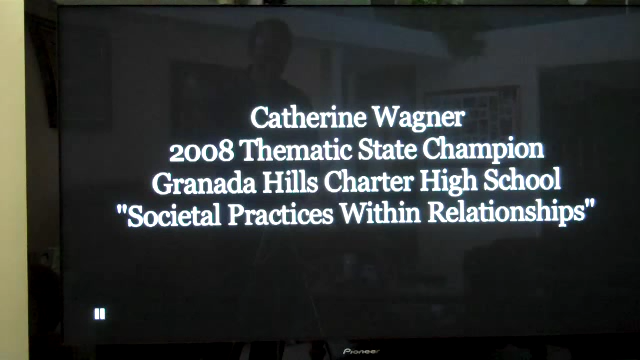 Catherine Wagner
2008 Thematic State Champion
Granada Hills Charter High School
"Societal Practices Within Relationships"
Pioneer